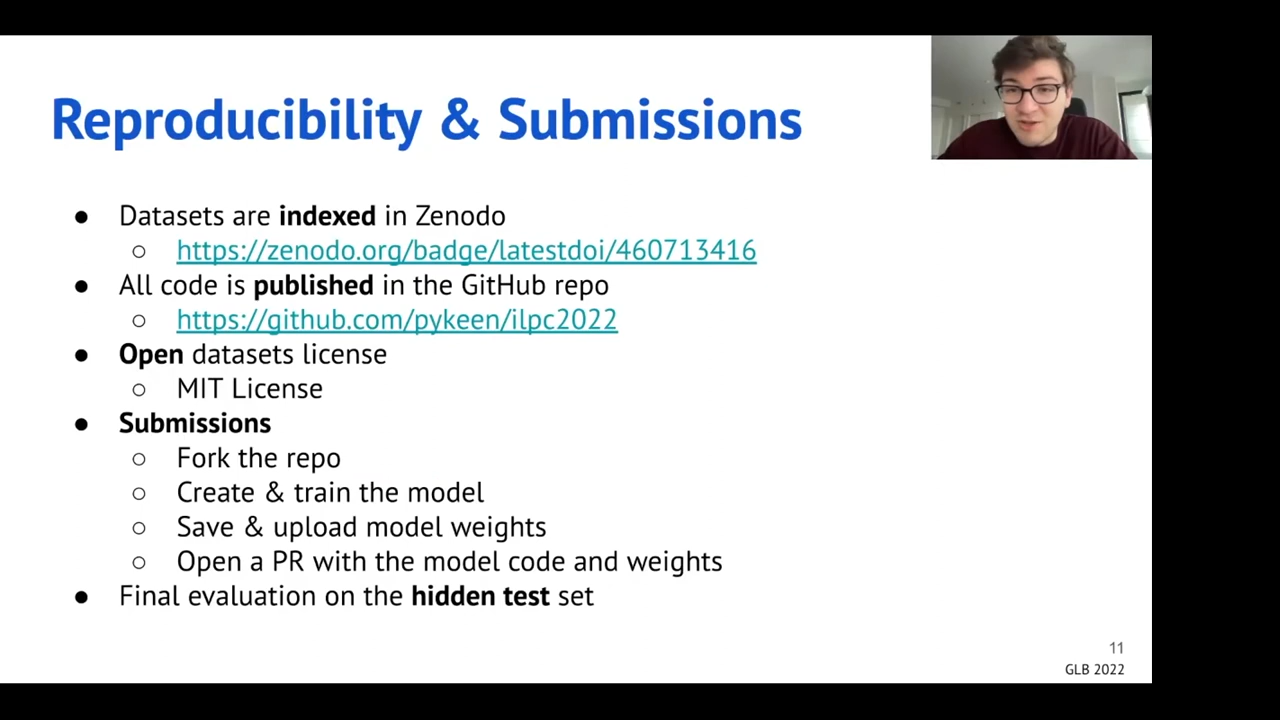 Reproducibility & Submissions
● Datasets are indexed in Zenodo
○ https://zenodo.org/badge/latestdoi/460713416
● All code is published in the GitHub repo
○ https://github.com/pykeen/ilpc2022
● Open datasets license
○ MIT License
● Submissions
○ Fork the repo
○ Create & train the model
○ Save & upload model weights
○ Open a PR with the model code and weights
● Final evaluation on the hidden test set
11
GLB 2022